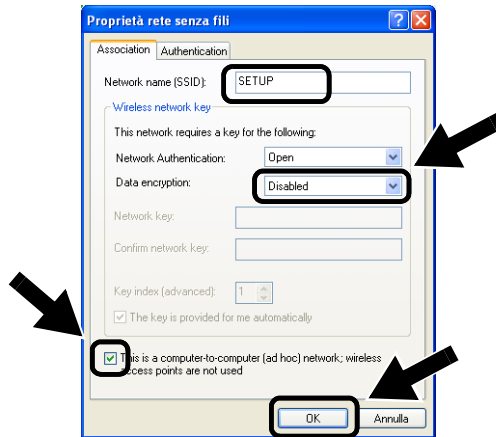 Proprietà rete senza fili
Association Authentication
Network name (SSID): SETUP
Wireless network key
This network requires a key for the following:
Network Authentication: Open
Data encryption: Disabled
Network key:
Confirm network key:
Key index (advanced): 1
The key is provided for me automatically
This is a computer-to-computer (ad hoc) network; wireless
access points are not used
OK Annulla